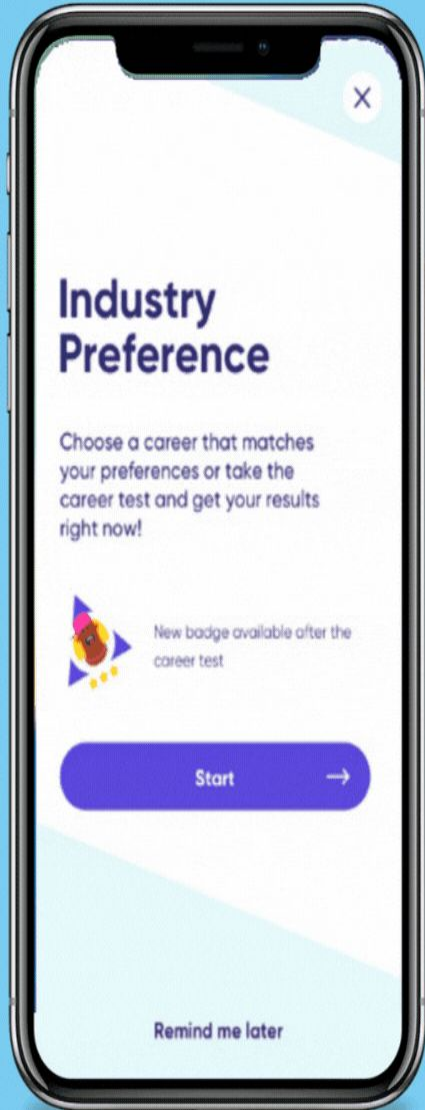 X
Industry
Preference
Choose a career that matches
your preferences or take the
career test and get your results
right now!
New badge available after the
career test
Start →
Remind me later